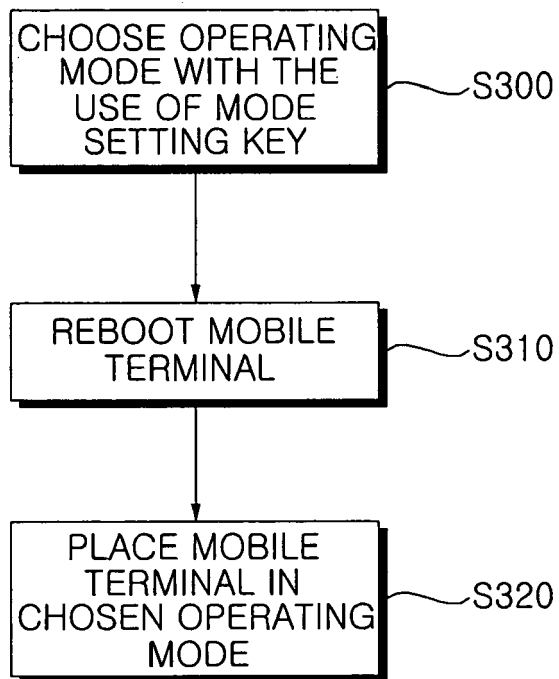 CHOOSE OPERATING
MODE WITH THE
USE OF MODE
SETTING KEY
S300
REBOOT MOBILE
TERMINAL
S310
PLACE MOBILE
TERMINAL IN
CHOSEN OPERATING
MODE
S320